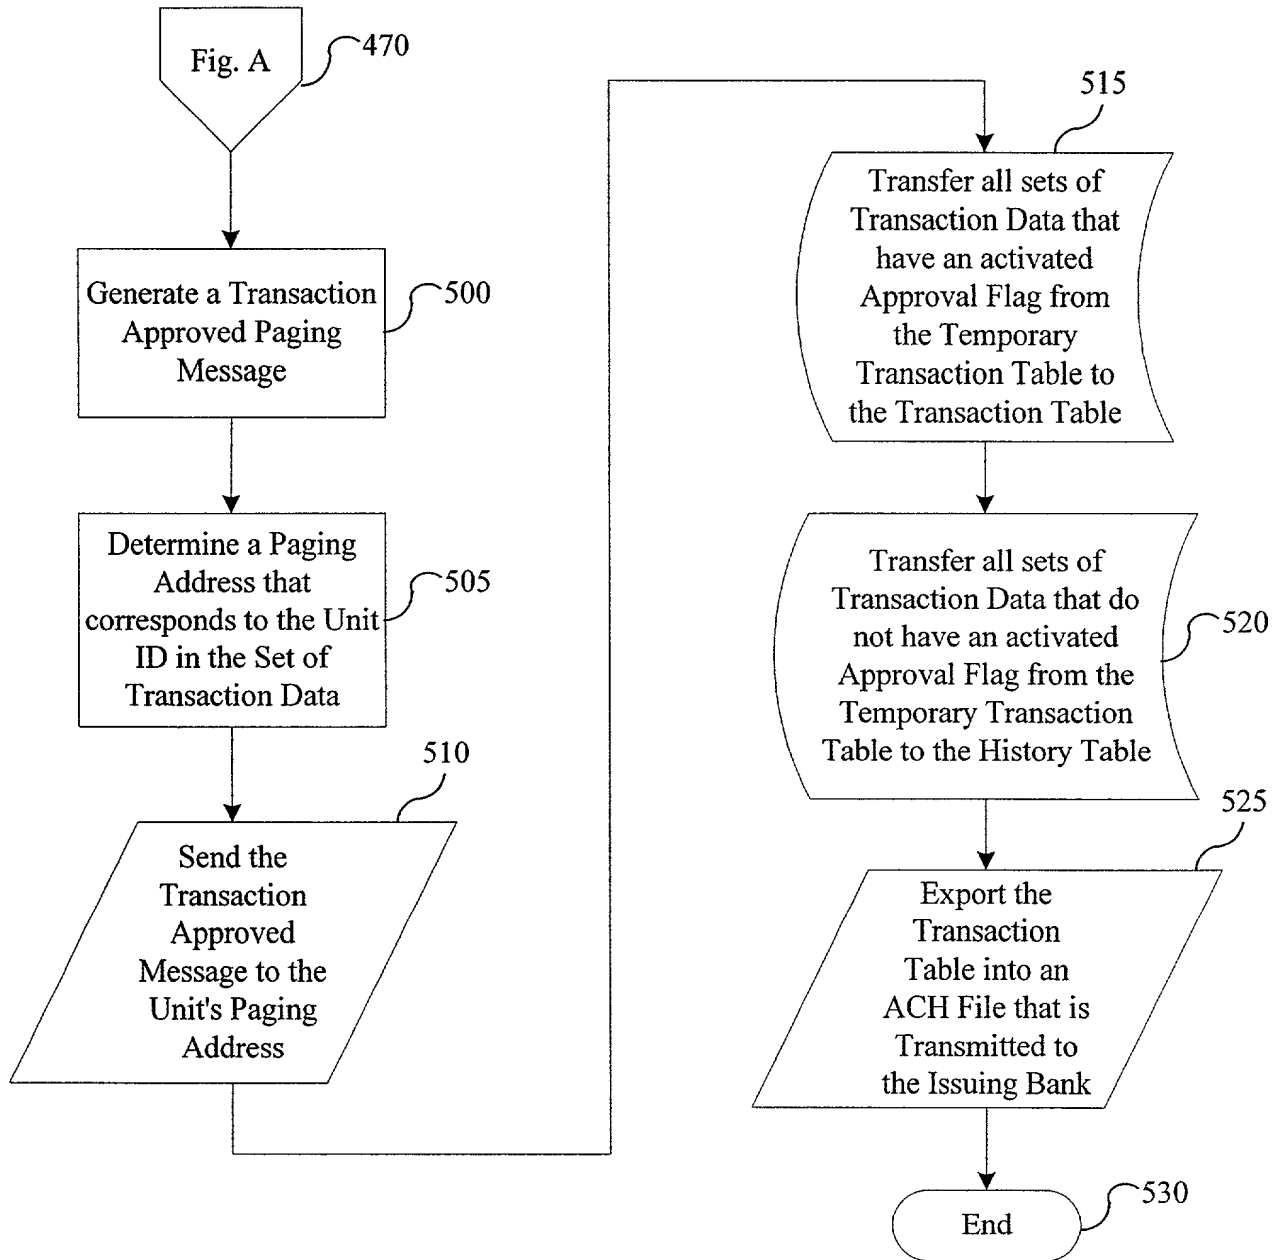 Fig. A
470
Generate a Transaction
Approved Paging
Message
500
Determine a Paging
Address that
corresponds to the Unit
ID in the Set of
Transaction Data
505
510
Send the
Transaction
Approved
Message to the
Unit's Paging
Address
515
Transfer all sets of
Transaction Data that
have an activated
Approval Flag from
the Temporary
Transaction Table to
the Transaction Table
Transfer all sets of
Transaction Data that do
not have an activated
Approval Flag from the
Temporary Transaction
Table to the History Table
520
525
Export the
Transaction
Table into an
ACH File that is
Transmitted to
the Issuing Bank
End
530